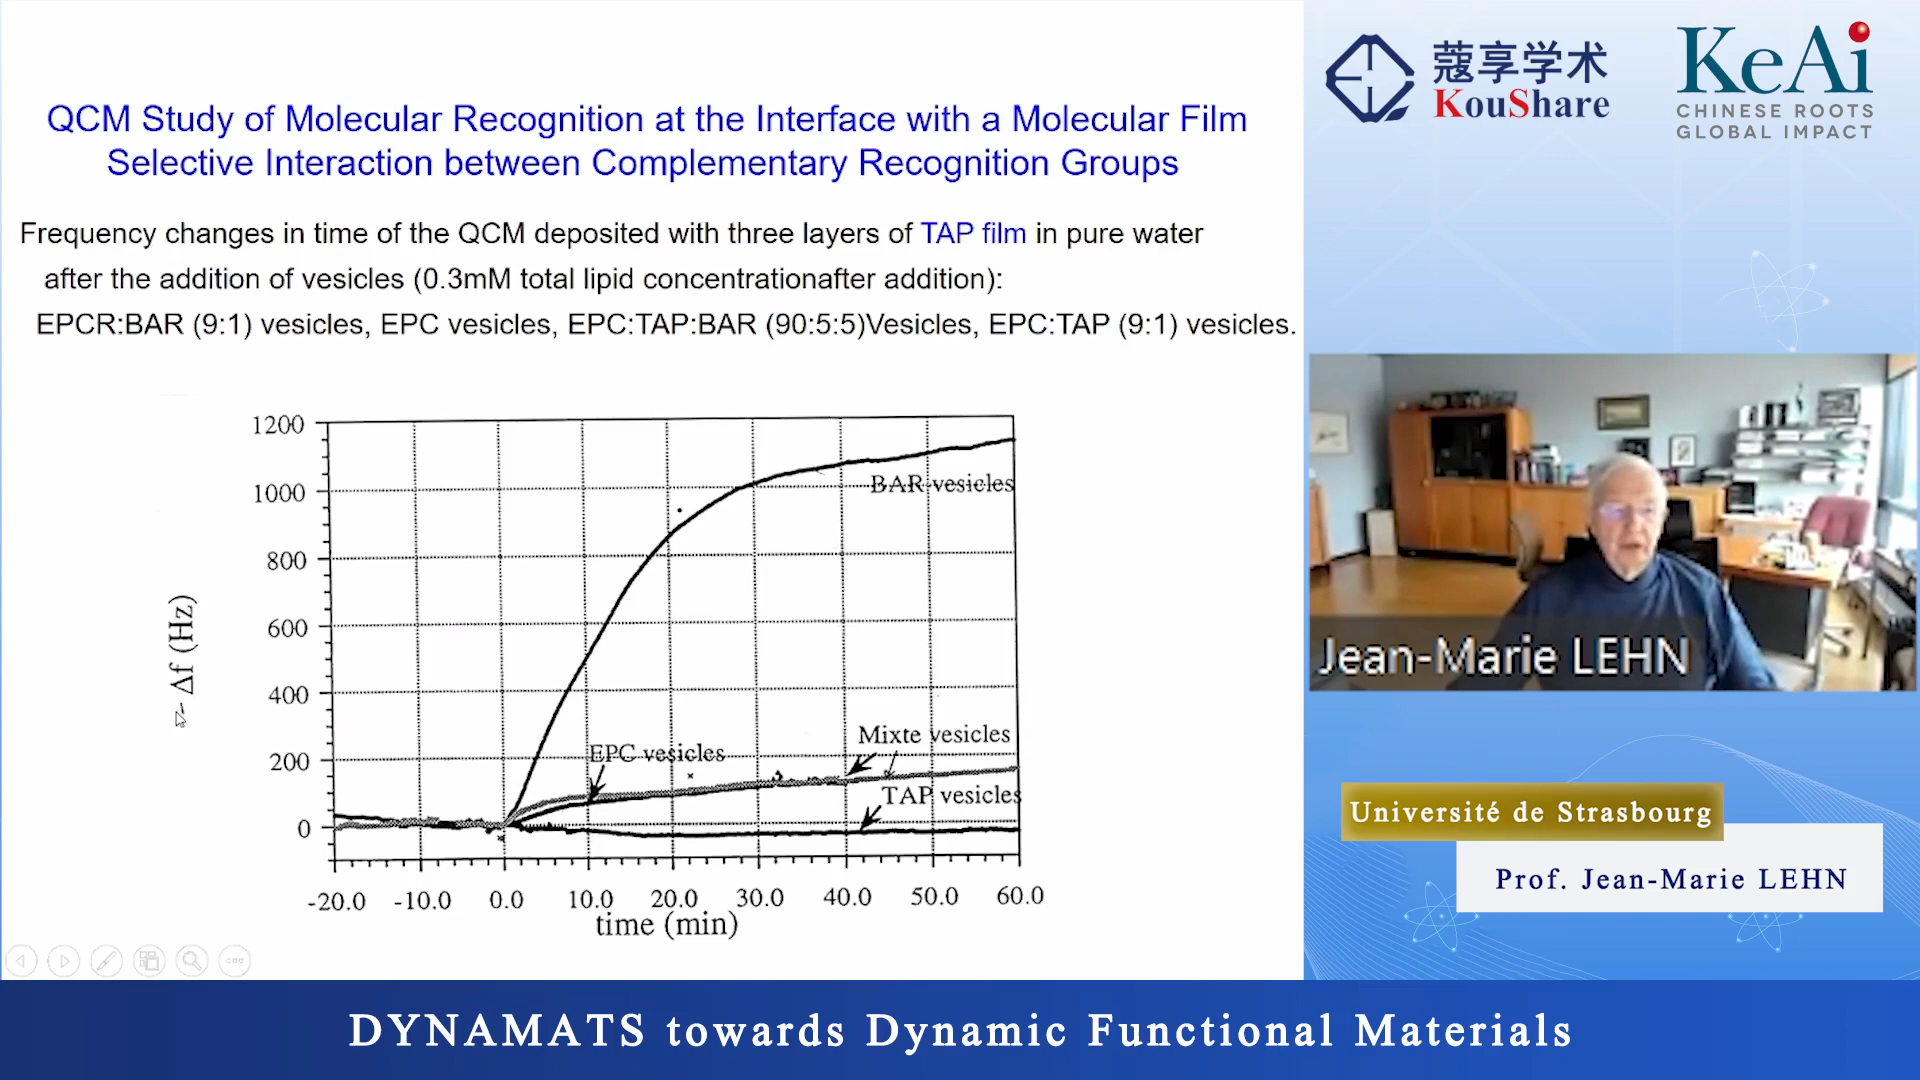 QCM Study of Molecular Recognition at the Interface with a Molecular Film
Selective Interaction between Complementary Recognition Groups
Frequency changes in time of the QCM deposited with three layers of TAP film in pure water
after the addition of vesicles (0.3mM total lipid concentrationafter addition):
EPCR:BAR (9:1) vesicles, EPC vesicles, EPC:TAP:BAR (90:5:5)Vesicles, EPC:TAP (9:1) vesicles.
1200
1000
800
600
400
200
0
- Δf (Hz)
BAR vesicles
EPC vesicles
Mixte vesicles
TAP vesicles
-20.0 -10.0 0.0 10.0 20.0 30.0 40.0 50.0 60.0
time (min)
蔻享学术
KouShare
KeAi
CHINESE ROOTS
GLOBAL IMPACT
Jean-Marie LEHN
Université de Strasbourg
Prof. Jean-Marie LEHN
DYNAMATS towards Dynamic Functional Materials